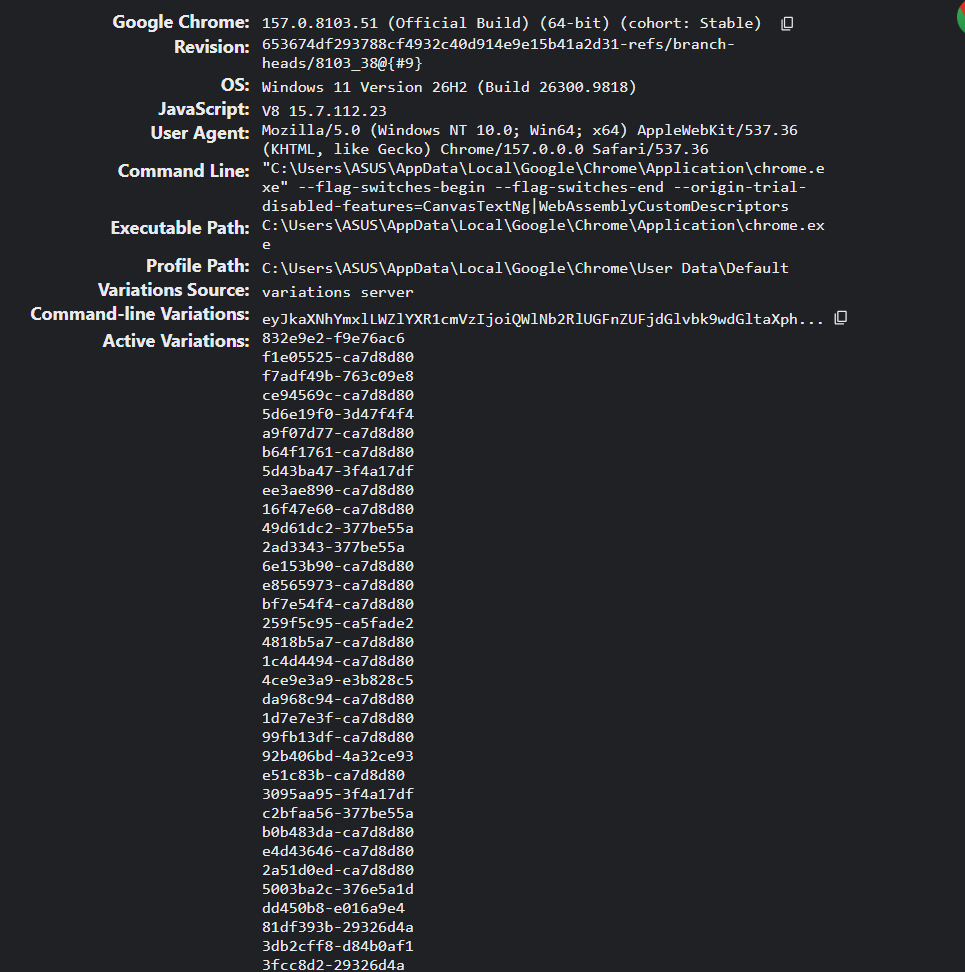 Google Chrome: 157.0.8103.51 (Official Build) (64-bit) (cohort: Stable)
Revision: 653674df293788cf4932c40d914e9e15b41a2d31-refs/branch-
heads/8103_38@{#9}
OS: Windows 11 Version 26H2 (Build 26300.9818)
JavaScript: V8 15.7.112.23
User Agent: Mozilla/5.0 (Windows NT 10.0; Win64; x64) AppleWebKit/537.36
(KHTML, like Gecko) Chrome/157.0.0.0 Safari/537.36
Command Line: "C:\Users\ASUS\AppData\Local\Google\Chrome\Application\chrome.e
xe" --flag-switches-begin --flag-switches-end --origin-trial-
disabled-features=CanvasTextNg|WebAssemblyCustomDescriptors
Executable Path: C:\Users\ASUS\AppData\Local\Google\Chrome\Application\chrome.ex
e
Profile Path: C:\Users\ASUS\AppData\Local\Google\Chrome\User Data\Default
Variations Source: variations server
Command-line Variations: eyJkaXNhYmxlLWZlYXR1cmVzIjoiQWlNb2RlUGFnZUFjdGlvbk9wdGltaXph...
Active Variations: 832e9e2-f9e76ac6
f1e05525-ca7d8d80
f7adf49b-763c09e8
ce94569c-ca7d8d80
5d6e19f0-3d47f4f4
a9f07d77-ca7d8d80
b64f1761-ca7d8d80
5d43ba47-3f4a17df
ee3ae890-ca7d8d80
16f47e60-ca7d8d80
49d61dc2-377be55a
2ad3343-377be55a
6e153b90-ca7d8d80
e8565973-ca7d8d80
bf7e54f4-ca7d8d80
259f5c95-ca5fade2
4818b5a7-ca7d8d80
1c4d4494-ca7d8d80
4ce9e3a9-e3b828c5
da968c94-ca7d8d80
1d7e7e3f-ca7d8d80
99fb13df-ca7d8d80
92b406bd-4a32ce93
e51c83b-ca7d8d80
3095aa95-3f4a17df
c2bfaa56-377be55a
b0b483da-ca7d8d80
e4d43646-ca7d8d80
2a51d0ed-ca7d8d80
5003ba2c-376e5a1d
dd450b8-e016a9e4
81df393b-29326d4a
3db2cff8-d84b0af1
3fcc8d2-29326d4a